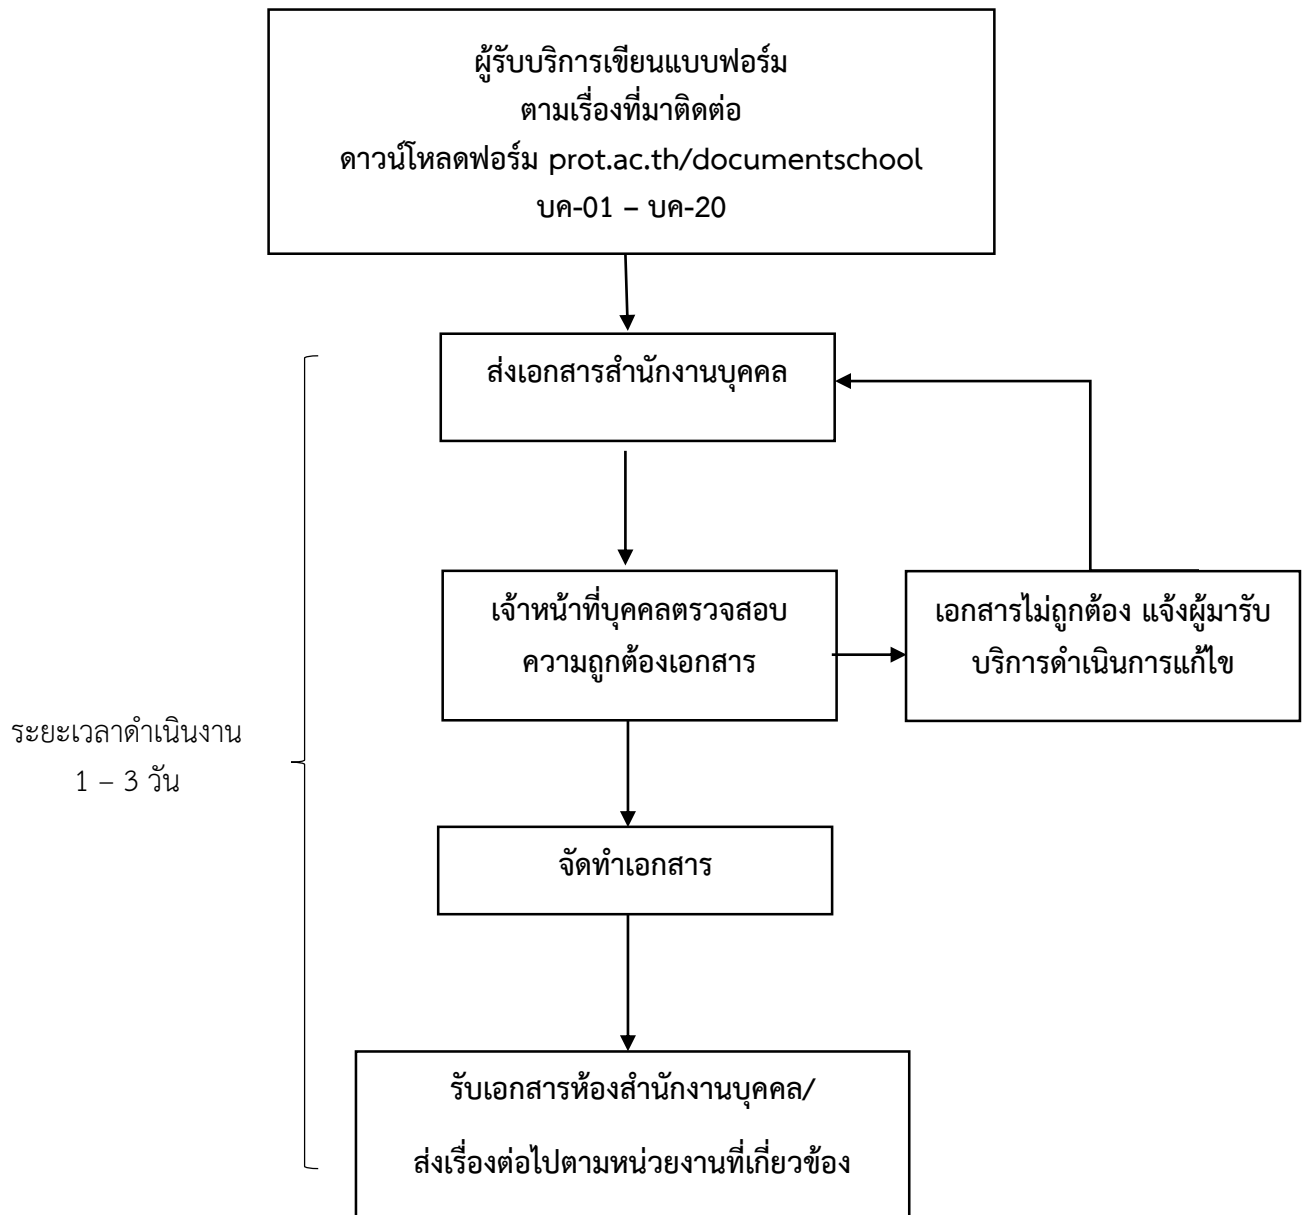 ผู้รับบริการเขียนแบบฟอร์ม
ตามเรื่องที่มาติดต่อ
ดาวน์โหลดฟอร์ม prot.ac.th/documentschool
บค-01 – บค-20
ส่งเอกสารสำนักงานบุคคล
เจ้าหน้าที่บุคคลตรวจสอบ
ความถูกต้องเอกสาร
เอกสารไม่ถูกต้อง แจ้งผู้มารับ
บริการดำเนินการแก้ไข
ระยะเวลาดำเนินงาน
1 – 3 วัน
จัดทำเอกสาร
รับเอกสารห้องสำนักงานบุคคล/
ส่งเรื่องต่อไปตามหน่วยงานที่เกี่ยวข้อง